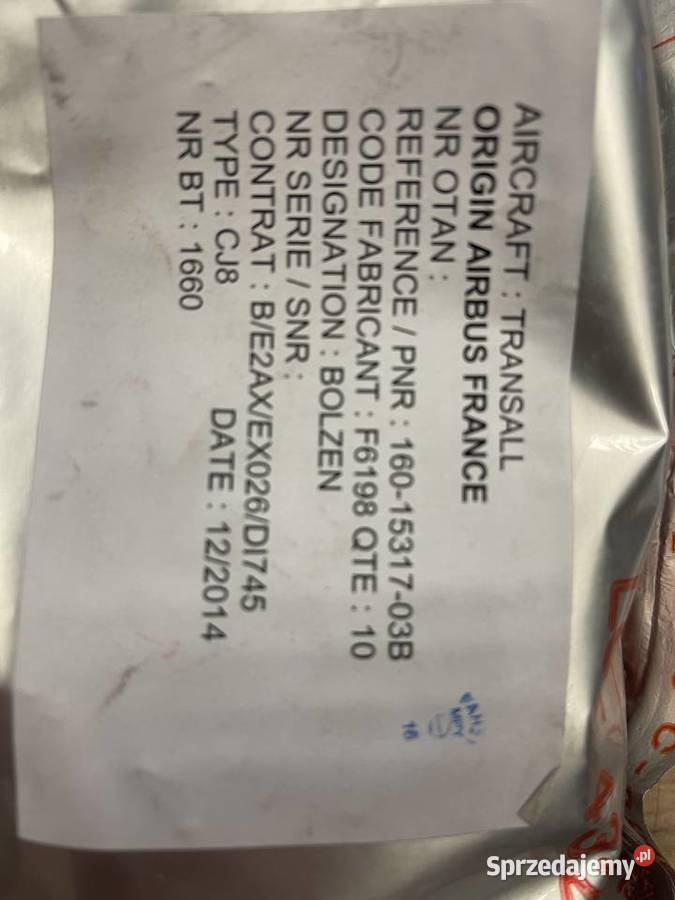 AIRCRAFT : TRANSALL
ORIGIN AIRBUS FRANCE
NR OTAN :
REFERENCE / PNR : 160-15317-03B
CODE FABRICANT : F6198 QTE : 10
DESIGNATION : BOLZEN
NR SERIE / SNR :
CONTRAT : B/E2AX/EX026/DI745
TYPE : CJ8 DATE : 12/2014
NR BT : 1660
16
Sprzedajemy.pl